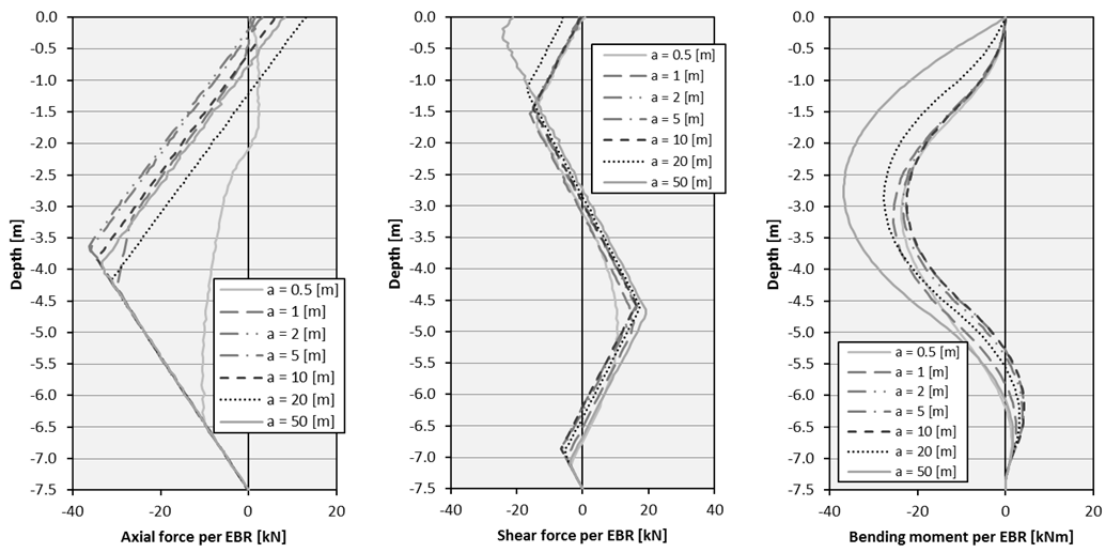 0.0
-0.5
-1.0
-1.5
-2.0
-2.5
-3.0
-3.5
-4.0
-4.5
-5.0
-5.5
-6.0
-6.5
-7.0
-7.5
Depth [m]
-40 -20 0 20
Axial force per EBR [kN]
a = 0.5 [m]
a = 1 [m]
a = 2 [m]
a = 5 [m]
a = 10 [m]
a = 20 [m]
a = 50 [m]
0.0
-0.5
-1.0
-1.5
-2.0
-2.5
-3.0
-3.5
-4.0
-4.5
-5.0
-5.5
-6.0
-6.5
-7.0
-7.5
Depth [m]
-40 -20 0 20 40
Shear force per EBR [kN]
a = 0.5 [m]
a = 1 [m]
a = 2 [m]
a = 5 [m]
a = 10 [m]
a = 20 [m]
a = 50 [m]
0.0
-0.5
-1.0
-1.5
-2.0
-2.5
-3.0
-3.5
-4.0
-4.5
-5.0
-5.5
-6.0
-6.5
-7.0
-7.5
Depth [m]
-40 -20 0 20
Bending moment per EBR [kNm]
a = 0.5 [m]
a = 1 [m]
a = 2 [m]
a = 5 [m]
a = 10 [m]
a = 20 [m]
a = 50 [m]